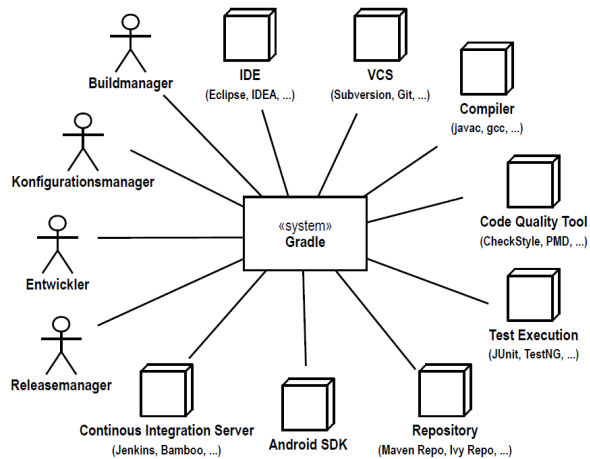 Buildmanager
IDE
(Eclipse, IDEA, ...)
VCS
(Subversion, Git, ...)
Compiler
(javac, gcc, ...)
Konfigurationsmanager
«system»
Gradle
Code Quality Tool
(CheckStyle, PMD, ...)
Entwickler
Test Execution
(JUnit, TestNG, ...)
Releasemanager
Continous Integration Server
(Jenkins, Bamboo, ...)
Android SDK
Repository
(Maven Repo, Ivy Repo, ...)